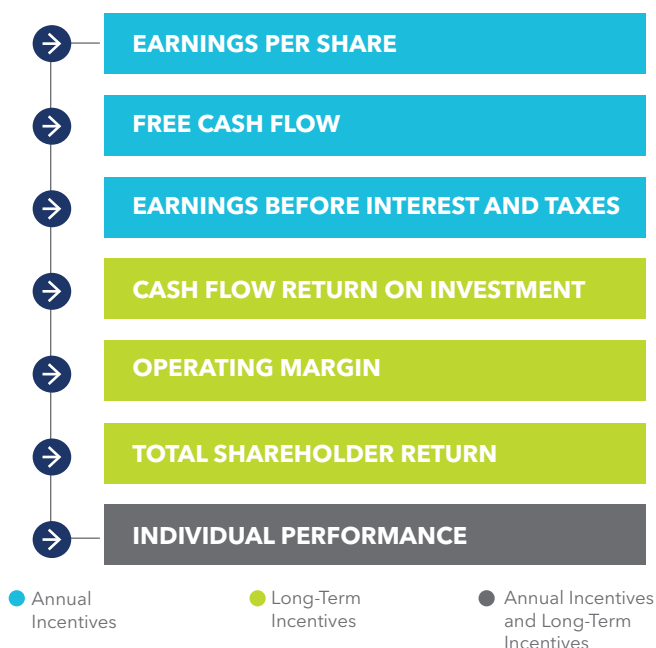 EARNINGS PER SHARE
FREE CASH FLOW
EARNINGS BEFORE INTEREST AND TAXES
CASH FLOW RETURN ON INVESTMENT
OPERATING MARGIN
TOTAL SHAREHOLDER RETURN
INDIVIDUAL PERFORMANCE
Annual
Incentives
Long-Term
Incentives
Annual Incentives
and Long-Term
Incentives